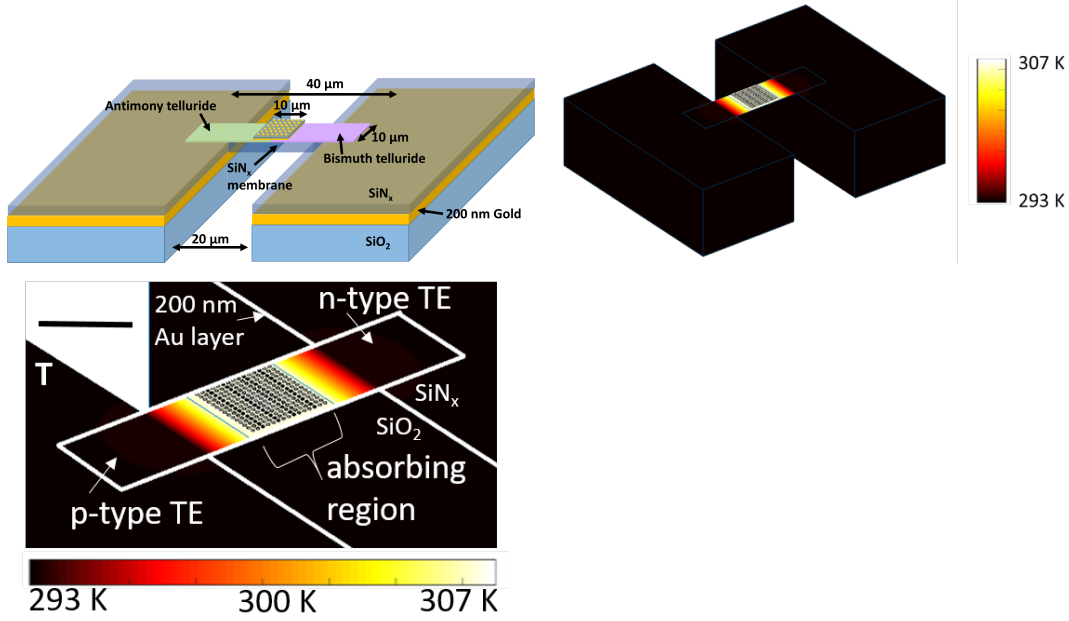 40 µm
Antimony telluride
10 µm
10 µm
Bismuth telluride
SiNx
membrane
SiNx
200 nm Gold
20 µm
SiO2
307 K
293 K
200 nm
Au layer
n-type TE
T
SiNx
SiO2
absorbing
region
p-type TE
293 K
300 K
307 K